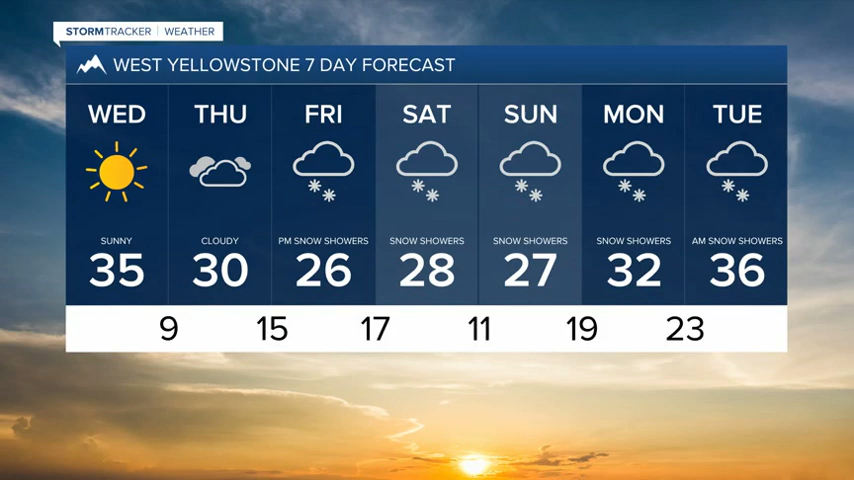 STORMTRACKER | WEATHER
WEST YELLOWSTONE 7 DAY FORECAST
WED THU FRI SAT SUN MON TUE
SUNNY CLOUDY PM SNOW SHOWERS SNOW SHOWERS SNOW SHOWERS SNOW SHOWERS AM SNOW SHOWERS
35 30 26 28 27 32 36
9 15 17 11 19 23